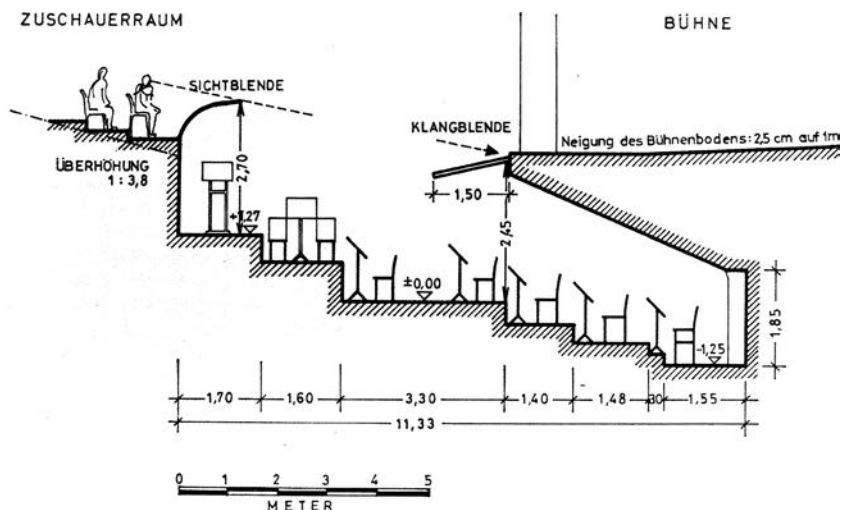 ZUSCHAUERRAUM
BÜHNE
SICHTBLENDE
KLANGBLENDE
Neigung des Bühnenbodens: 2,5 cm auf 1m
ÜBERHÖHUNG
1 : 3,8
2,70
1,50
+1,27
2,45
±0,00
1,85
-1,25
1,70
1,60
3,30
1,40
1,48
30
1,55
11,33
0 1 2 3 4 5
METER